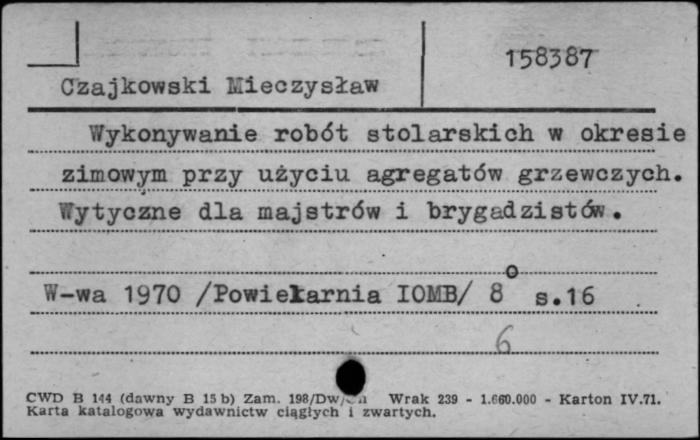 158387
Czajkowski Mieczysław
Wykonywanie robót stolarskich w okresie
zimowym przy użyciu agregatów grzewczych.
Wytyczne dla majstrów i brygadzistów.
W-wa 1970 /Powielarnia IOMB/ 8° s.16
6
CWD B 144 (dawny B 15 b) Zam. 198/Dw/ Wrak 239 - 1.660.000 - Karton IV.71.
Karta katalogowa wydawnictw ciągłych i zwartych.